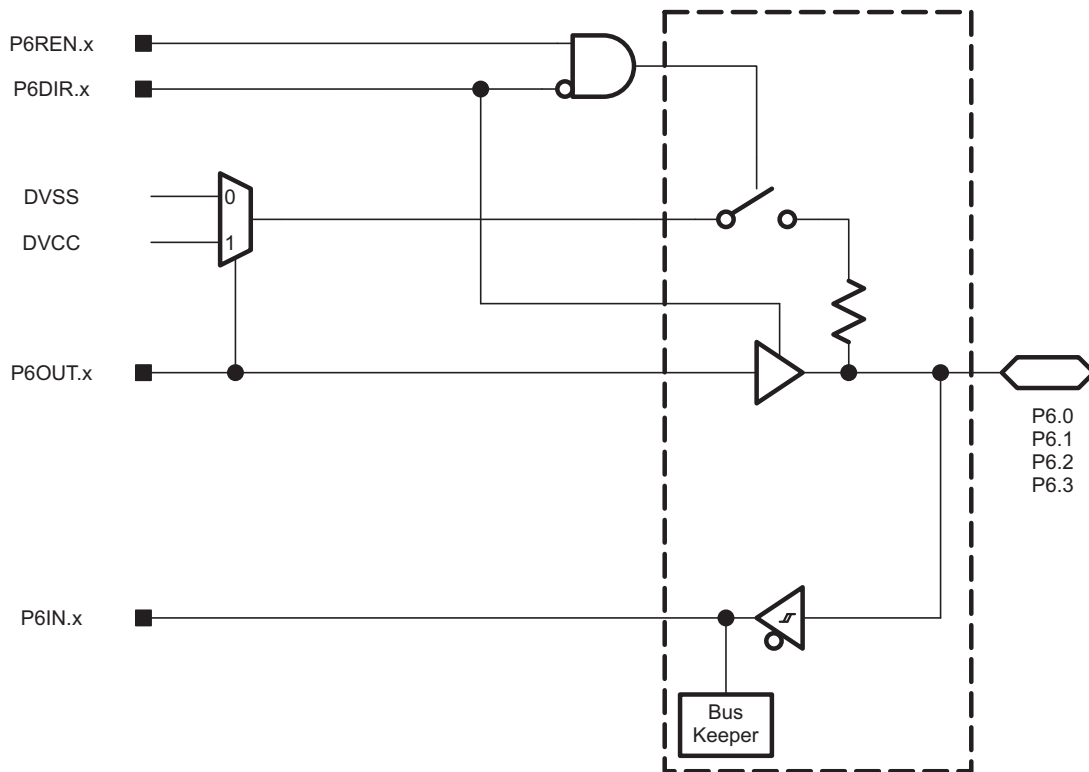 P6REN.x
P6DIR.x
DVSS
0
DVCC
1
P6OUT.x
P6.0
P6.1
P6.2
P6.3
P6IN.x
Bus
Keeper